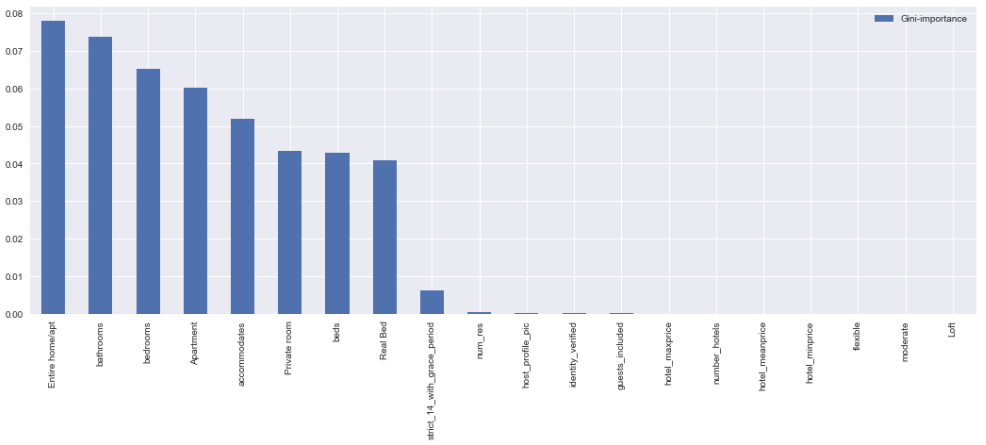 0.08
0.07
0.06
0.05
0.04
0.03
0.02
0.01
0.00
Gini-importance
Entire home/apt
bathrooms
bedrooms
Apartment
accommodates
Private room
beds
Real Bed
strict_14_with_grace_period
num_res
host_profile_pic
identity_verified
guests_included
hotel_maxprice
number_hotels
hotel_meanprice
hotel_minprice
flexible
moderate
Loft